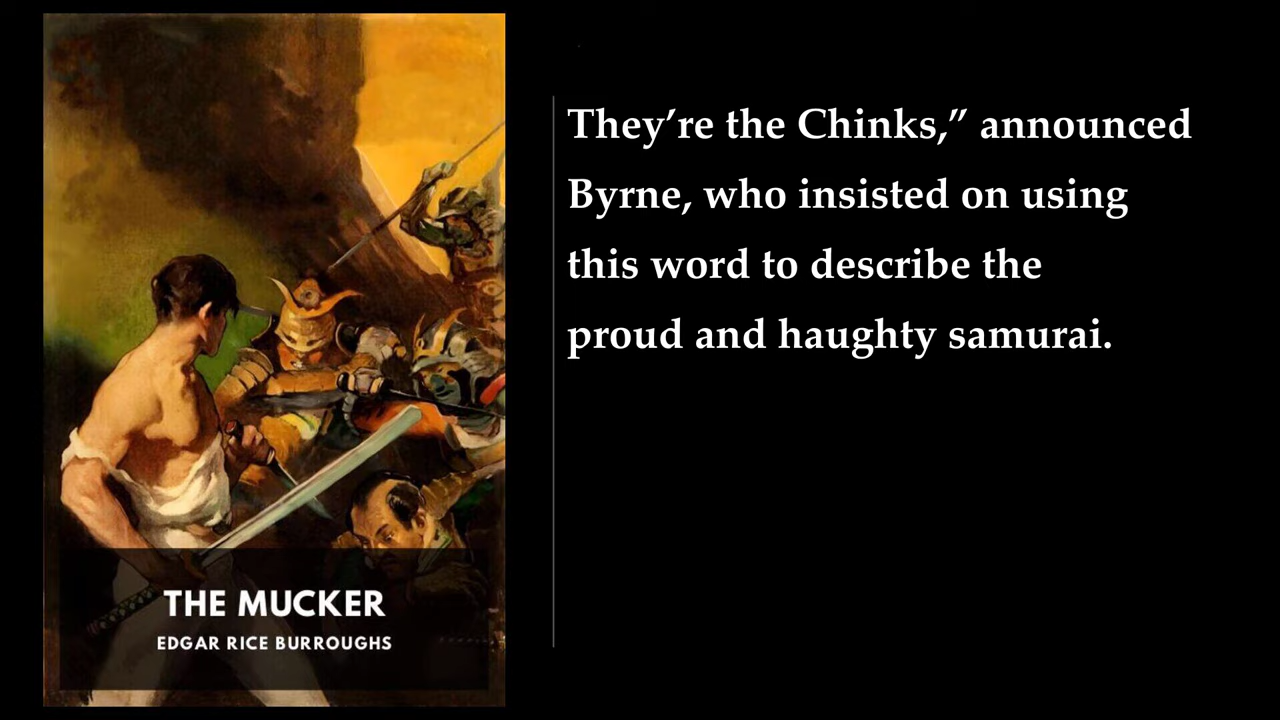 They’re the Chinks,” announced
Byrne, who insisted on using
this word to describe the
proud and haughty samurai.
THE MUCKER
EDGAR RICE BURROUGHS